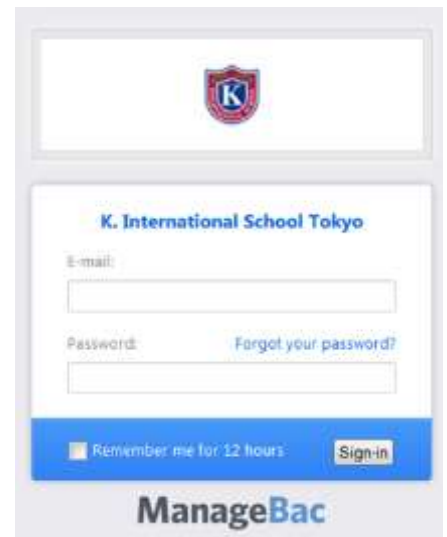 K
K. International School Tokyo
E-mail:
Password: Forgot your password?
Remember me for 12 hours Sign-in
ManageBac